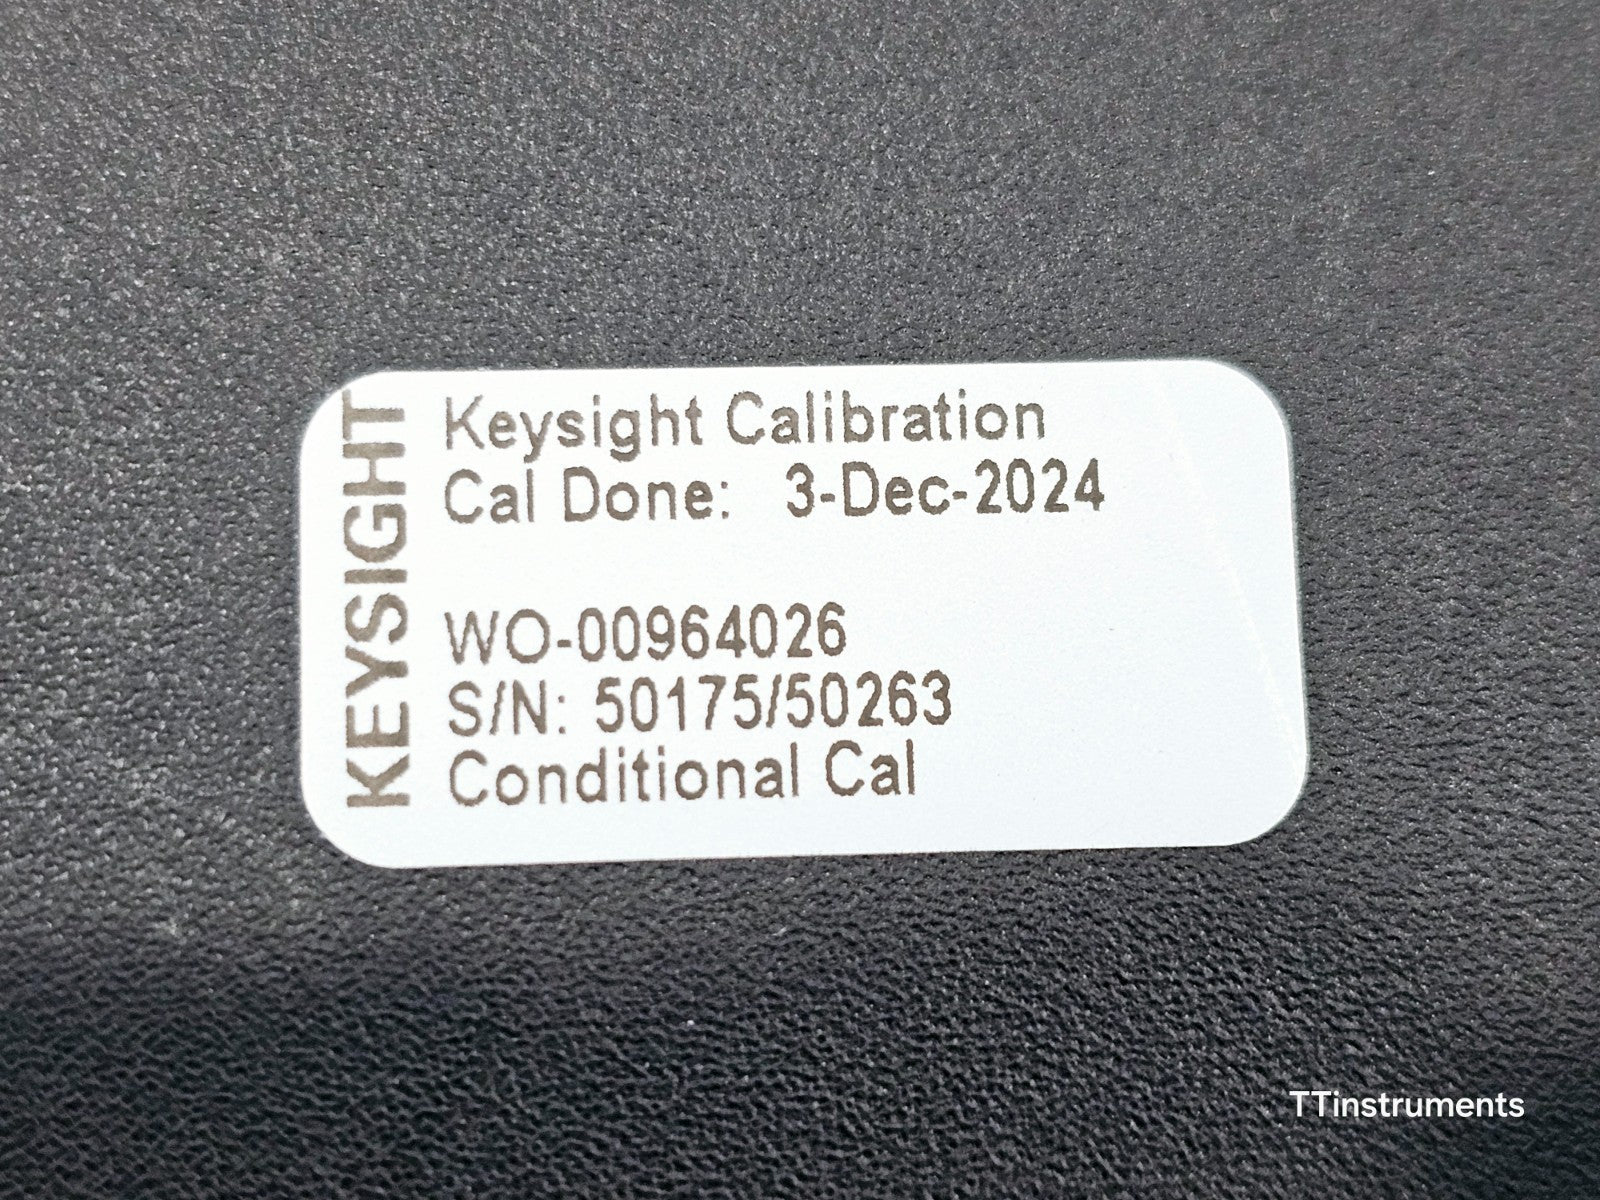 KEYSIGHT
Keysight Calibration
Cal Done: 3-Dec-2024
WO-00964026
S/N: 50175/50263
Conditional Cal
TTinstruments